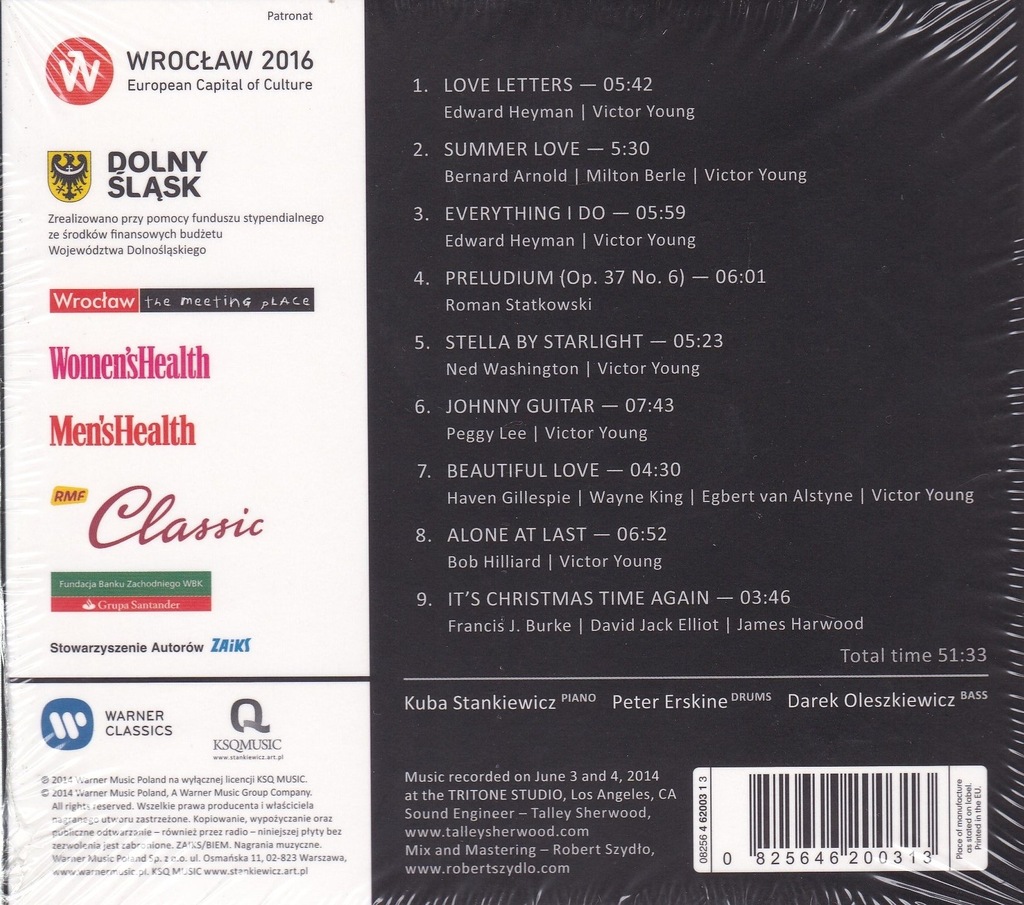 Patronat
WROCŁAW 2016
European Capital of Culture
DOLNY
ŚLĄSK
Zrealizowano przy pomocy funduszu stypendialnego
ze środków finansowych budżetu
Województwa Dolnośląskiego
Wrocław the meeting place
Women'sHealth
Men'sHealth
RMF
Classic
Fundacja Banku Zachodniego WBK
Grupa Santander
Stowarzyszenie Autorów ZAiKS
WARNER
CLASSICS
Q
KSQMUSIC
www.stankiewicz.art.pl
℗ 2014 Warner Music Poland na wyłącznej licencji KSQ MUSIC.
© 2014 Warner Music Poland, A Warner Music Group Company.
All rights reserved. Wszelkie prawa producenta i właściciela
nagranego utworu zastrzeżone. Kopiowanie, wypożyczanie oraz
publiczne odtwarzanie – również przez radio – niniejszej płyty bez
zezwolenia jest zabronione. ZAIKS/BIEM. Nagrania muzyczne.
Warner Music Poland Sp. z o.o. ul. Osmańska 11, 02-823 Warszawa,
www.warnermusic.pl. KSQ MUSIC www.stankiewicz.art.pl
1. LOVE LETTERS — 05:42
Edward Heyman | Victor Young
2. SUMMER LOVE — 5:30
Bernard Arnold | Milton Berle | Victor Young
3. EVERYTHING I DO — 05:59
Edward Heyman | Victor Young
4. PRELUDIUM (Op. 37 No. 6) — 06:01
Roman Statkowski
5. STELLA BY STARLIGHT — 05:23
Ned Washington | Victor Young
6. JOHNNY GUITAR — 07:43
Peggy Lee | Victor Young
7. BEAUTIFUL LOVE — 04:30
Haven Gillespie | Wayne King | Egbert van Alstyne | Victor Young
8. ALONE AT LAST — 06:52
Bob Hilliard | Victor Young
9. IT'S CHRISTMAS TIME AGAIN — 03:46
Francis J. Burke | David Jack Elliot | James Harwood
Total time 51:33
Kuba Stankiewicz PIANO Peter Erskine DRUMS Darek Oleszkiewicz BASS
Music recorded on June 3 and 4, 2014
at the TRITONE STUDIO, Los Angeles, CA
Sound Engineer – Talley Sherwood,
www.talleysherwood.com
Mix and Mastering – Robert Szydło,
www.robertszydlo.com
08256 4 62003 1 3
0 825646 200313
Place of manufacture
as stated on label.
Printed in the EU.